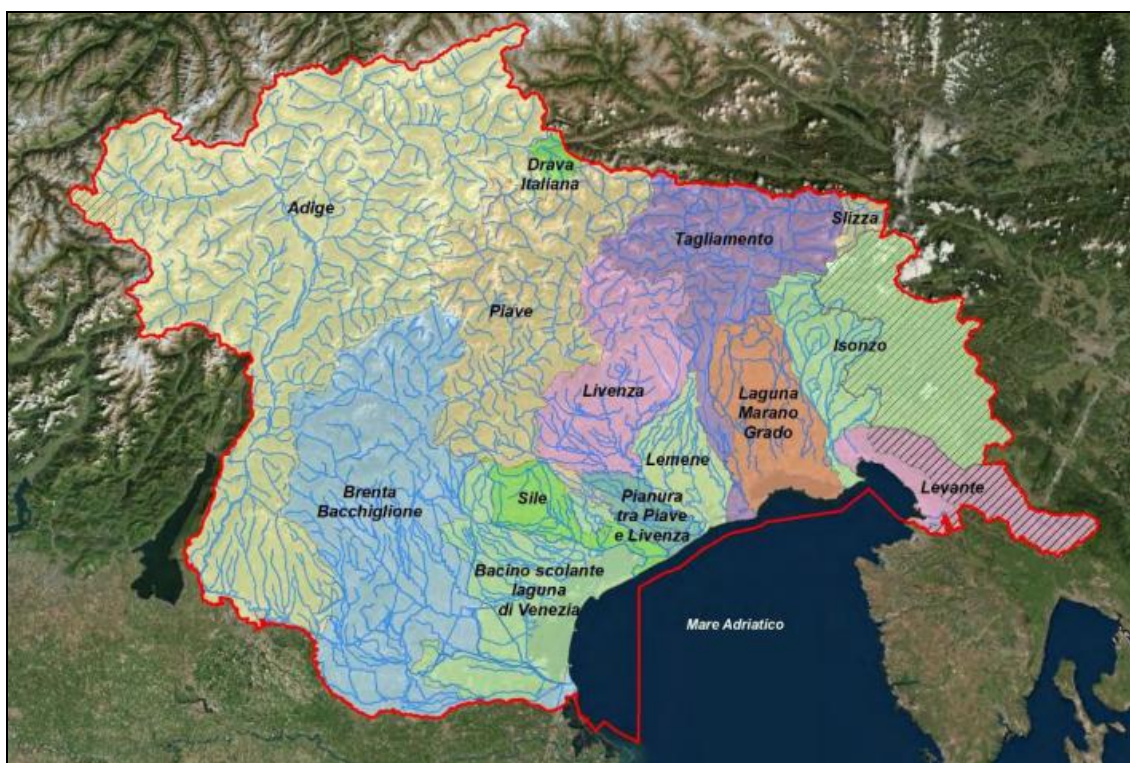 Drava
Italiana
Adige
Slizza
Tagliamento
Piave
Isonzo
Livenza
Laguna
Marano
Grado
Lemene
Brenta
Bacchiglione
Sile
Pianura
tra Piave
e Livenza
Levante
Bacino scolante
laguna
di Venezia
Mare Adriatico